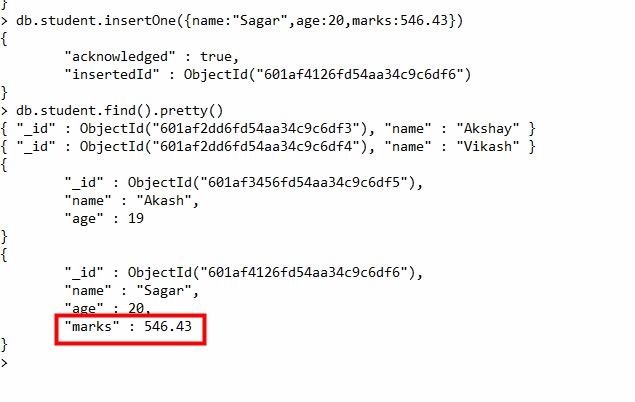 }
> db.student.insertOne({name:"Sagar",age:20,marks:546.43})
{
        "acknowledged" : true,
        "insertedId" : ObjectId("601af4126fd54aa34c9c6df6")
}
> db.student.find().pretty()
{ "_id" : ObjectId("601af2dd6fd54aa34c9c6df3"), "name" : "Akshay" }
{ "_id" : ObjectId("601af2dd6fd54aa34c9c6df4"), "name" : "Vikash" }
{
        "_id" : ObjectId("601af3456fd54aa34c9c6df5"),
        "name" : "Akash",
        "age" : 19
}
{
        "_id" : ObjectId("601af4126fd54aa34c9c6df6"),
        "name" : "Sagar",
        "age" : 20,
        "marks" : 546.43
}
>